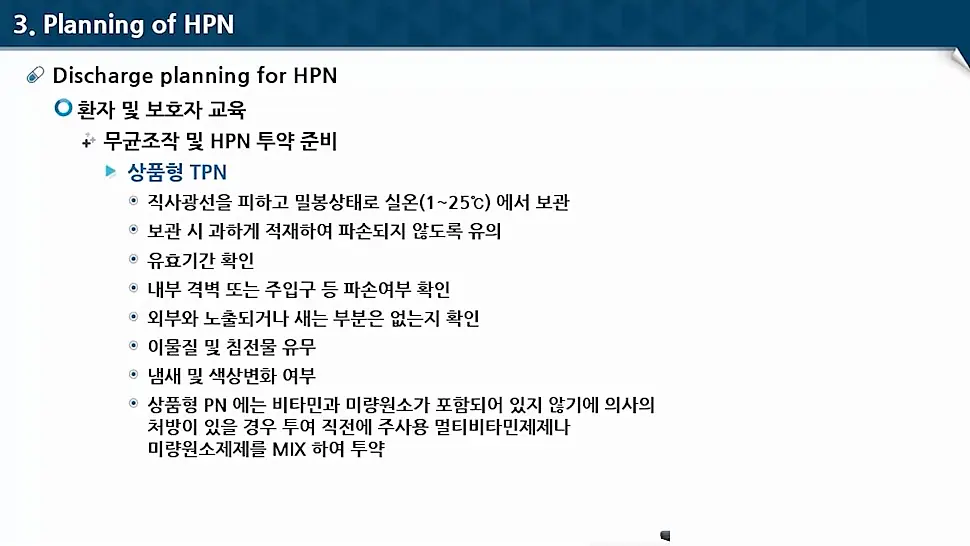 3. Planning of HPN
Discharge planning for HPN
환자 및 보호자 교육
무균조작 및 HPN 투약 준비
상품형 TPN
직사광선을 피하고 밀봉상태로 실온(1~25℃) 에서 보관
보관 시 과하게 적재하여 파손되지 않도록 유의
유효기간 확인
내부 격벽 또는 주입구 등 파손여부 확인
외부와 노출되거나 새는 부분은 없는지 확인
이물질 및 침전물 유무
냄새 및 색상변화 여부
상품형 PN 에는 비타민과 미량원소가 포함되어 있지 않기에 의사의
처방이 있을 경우 투여 직전에 주사용 멀티비타민제제나
미량원소제제를 MIX 하여 투약